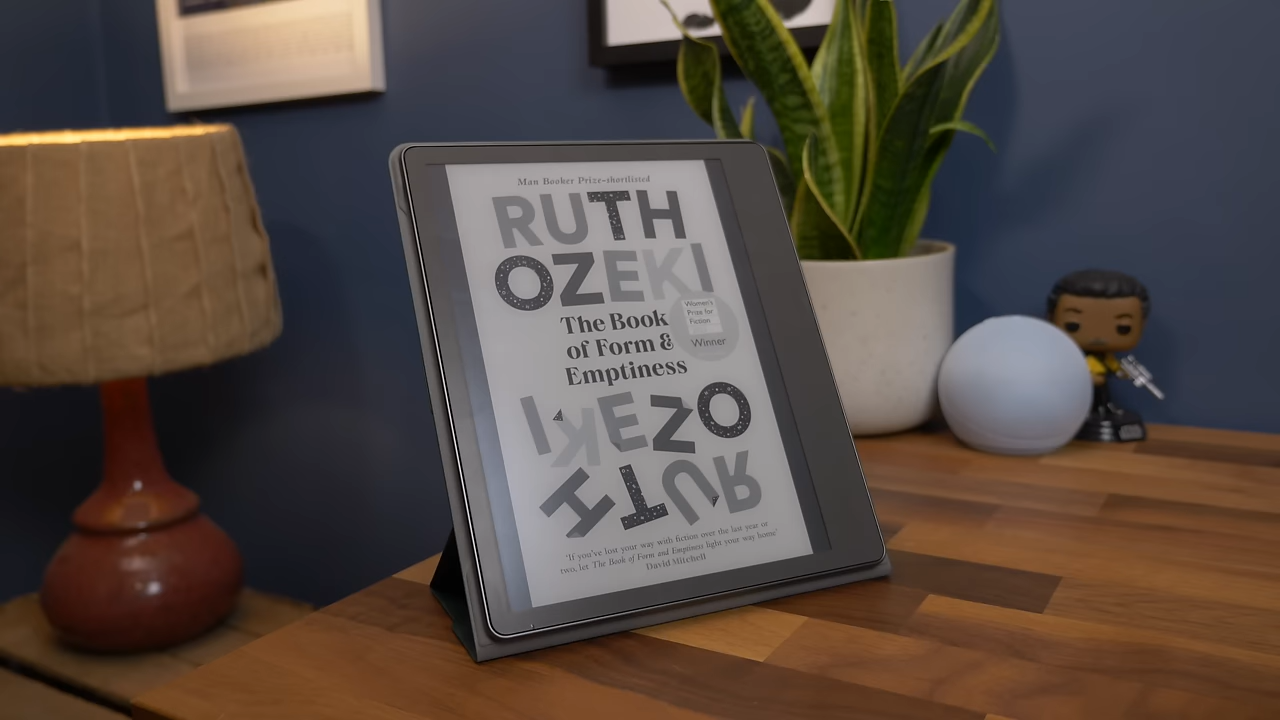 Man Booker Prize-shortlisted
RUTH
OZEKI
The Book
of Form &
Emptiness
Women's
Prize for
Fiction
Winner
OZEKI
RUTH
'If you've lost your way with fiction over the last year or
two, let The Book of Form and Emptiness light your way home'
David Mitchell